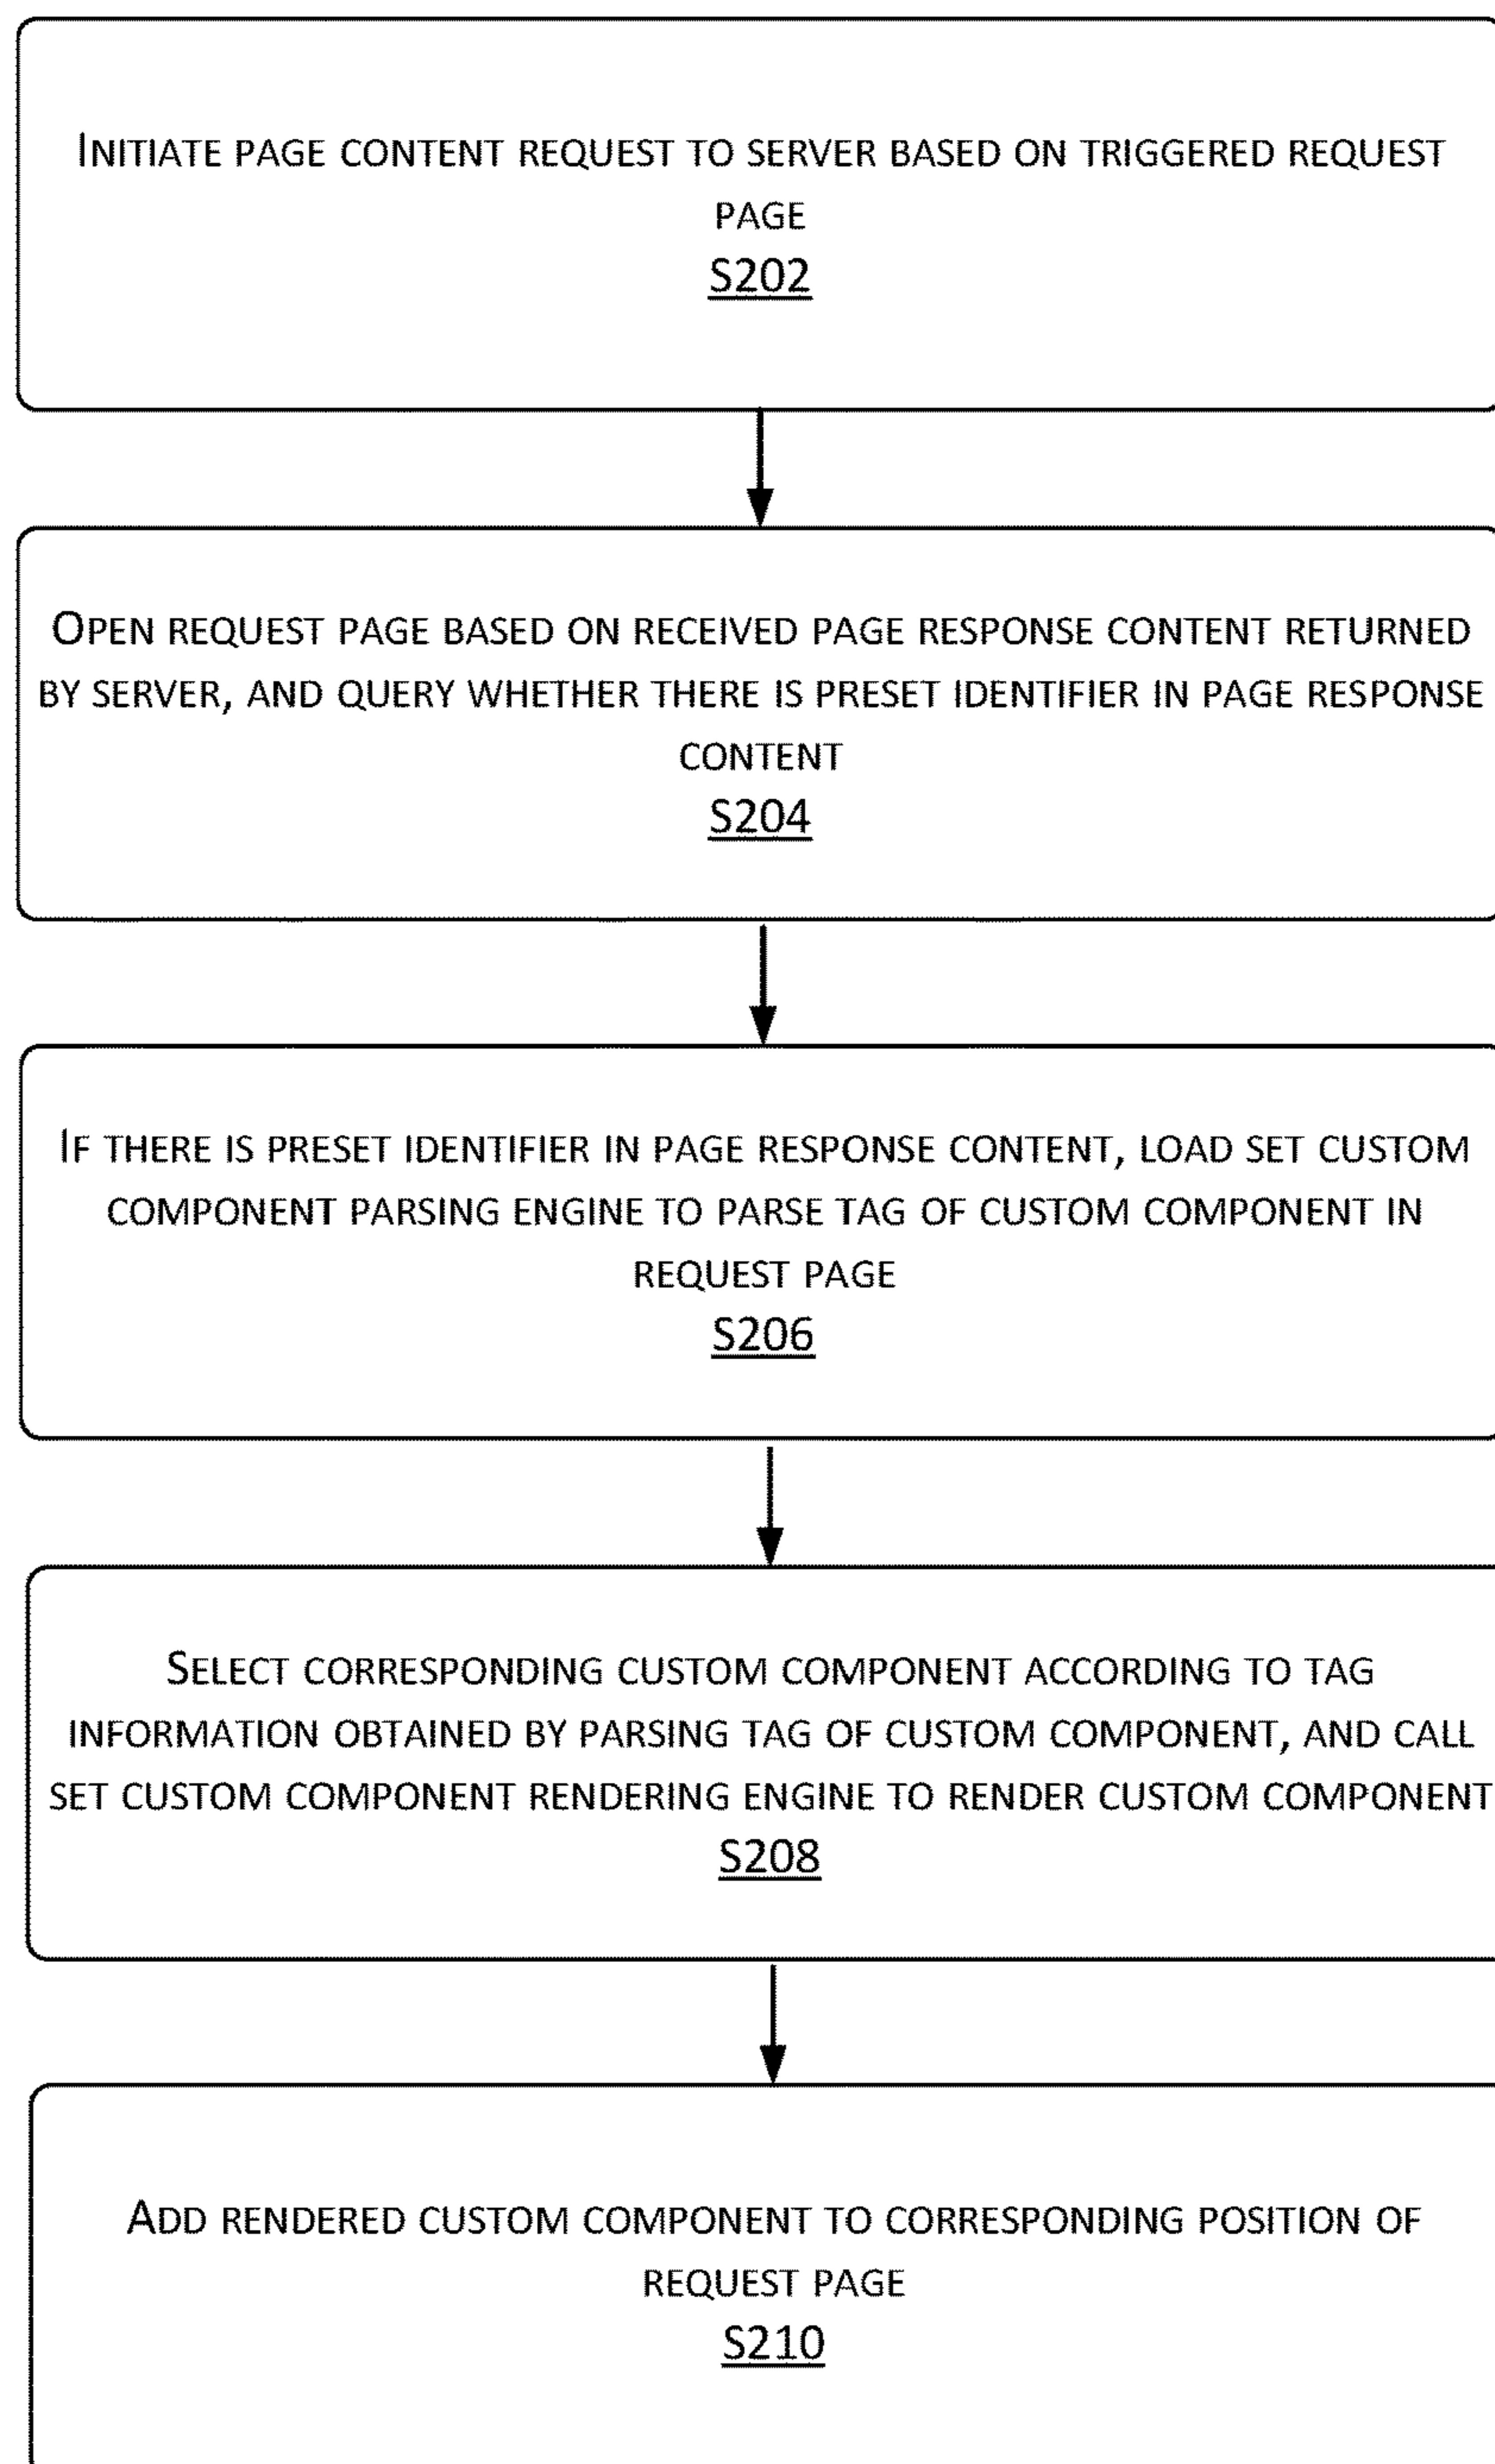 INITIATE PAGE CONTENT REQUEST TO SERVER BASED ON TRIGGERED REQUEST
PAGE
S202
OPEN REQUEST PAGE BASED ON RECEIVED PAGE RESPONSE CONTENT RETURNED
BY SERVER, AND QUERY WHETHER THERE IS PRESET IDENTIFIER IN PAGE RESPONSE
CONTENT
S204
IF THERE IS PRESET IDENTIFIER IN PAGE RESPONSE CONTENT, LOAD SET CUSTOM
COMPONENT PARSING ENGINE TO PARSE TAG OF CUSTOM COMPONENT IN
REQUEST PAGE
S206
SELECT CORRESPONDING CUSTOM COMPONENT ACCORDING TO TAG
INFORMATION OBTAINED BY PARSING TAG OF CUSTOM COMPONENT, AND CALL
SET CUSTOM COMPONENT RENDERING ENGINE TO RENDER CUSTOM COMPONENT
S208
ADD RENDERED CUSTOM COMPONENT TO CORRESPONDING POSITION OF
REQUEST PAGE
S210